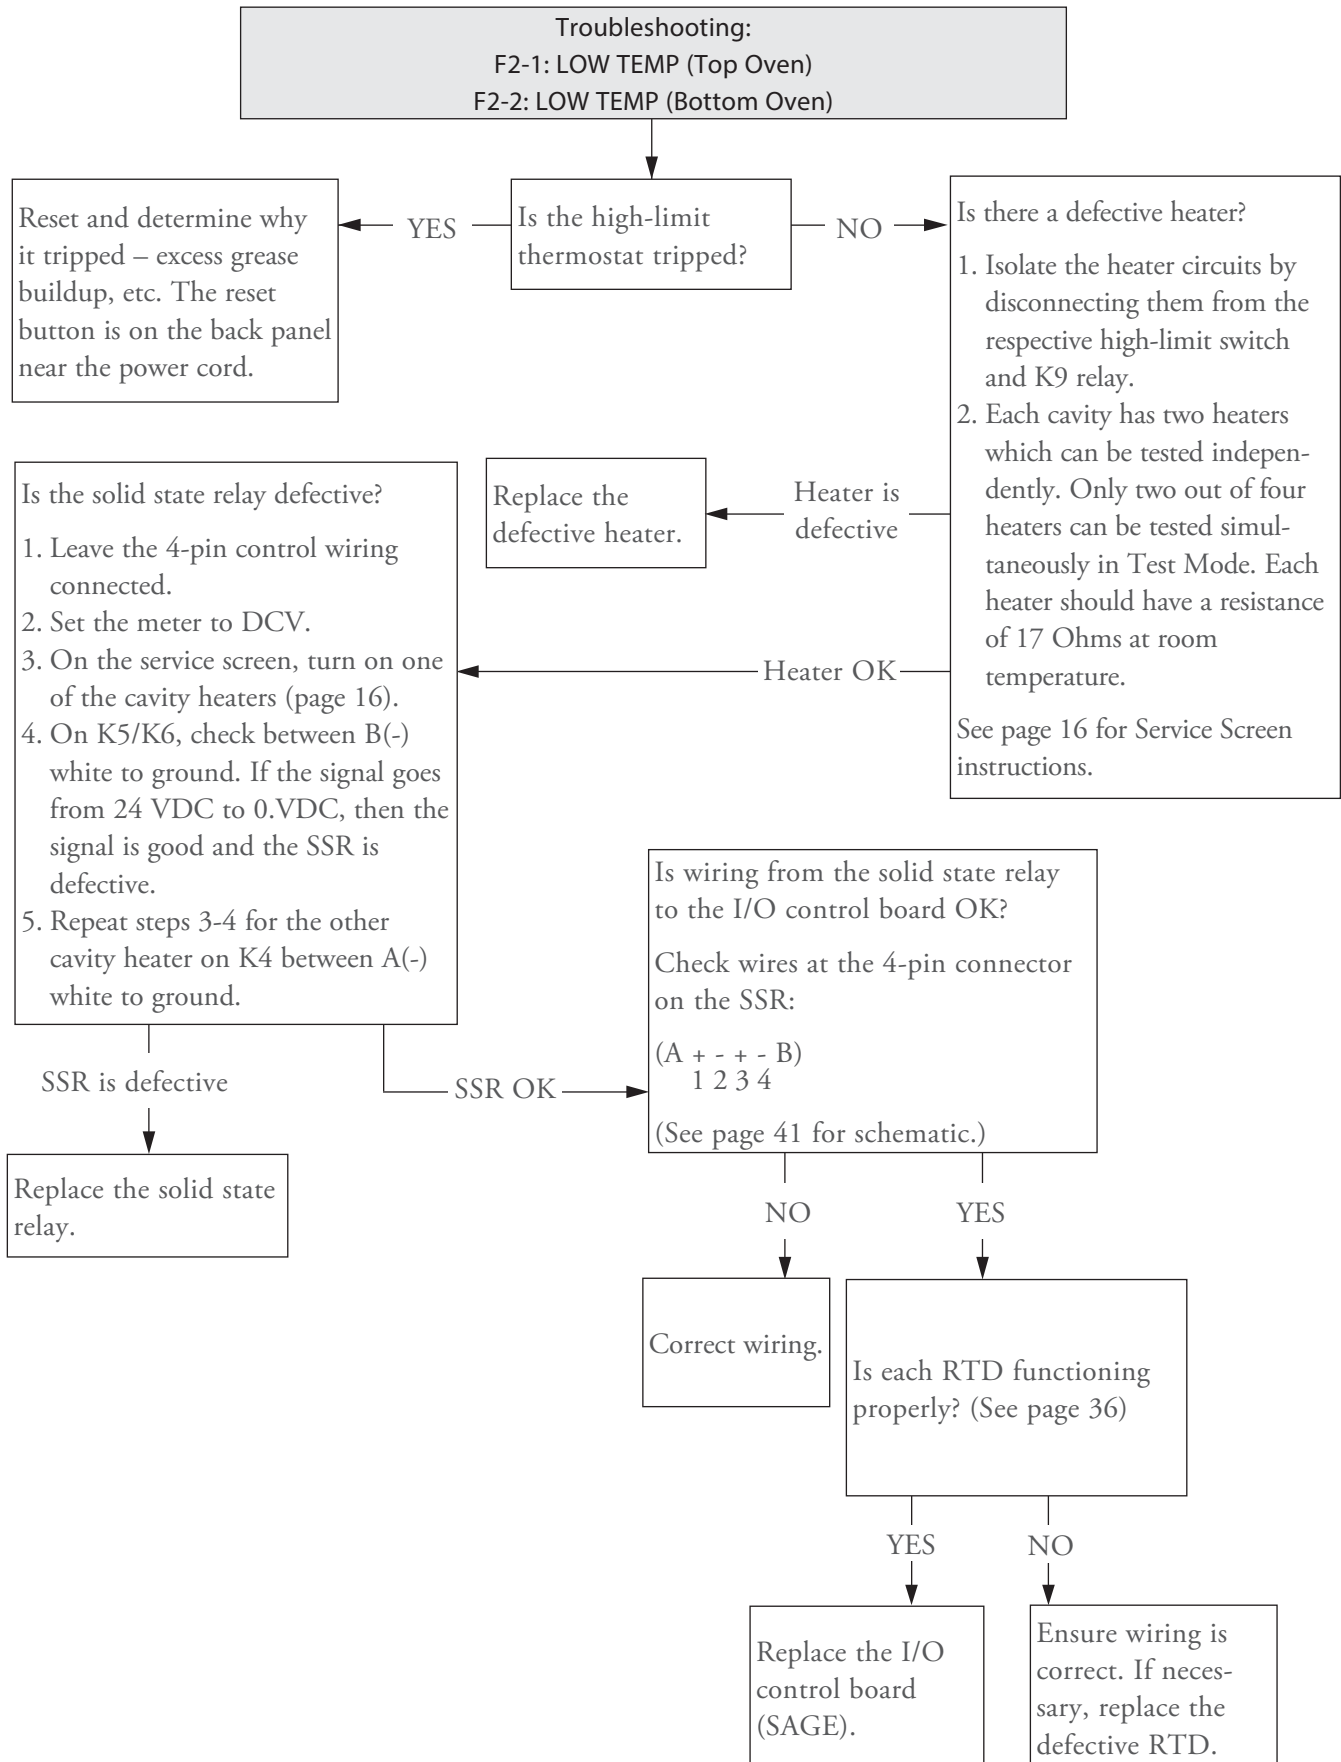 Troubleshooting:
F2-1: LOW TEMP (Top Oven)
F2-2: LOW TEMP (Bottom Oven)
Reset and determine why
it tripped – excess grease
buildup, etc. The reset
button is on the back panel
near the power cord.
YES
Is the high-limit
thermostat tripped?
NO
Is there a defective heater?
1. Isolate the heater circuits by
disconnecting them from the
respective high-limit switch
and K9 relay.
2. Each cavity has two heaters
which can be tested indepen-
dently. Only two out of four
heaters can be tested simul-
taneously in Test Mode. Each
heater should have a resistance
of 17 Ohms at room
temperature.
See page 16 for Service Screen
instructions.
Heater is
defective
Replace the
defective heater.
Heater OK
Is the solid state relay defective?
1. Leave the 4-pin control wiring
connected.
2. Set the meter to DCV.
3. On the service screen, turn on one
of the cavity heaters (page 16).
4. On K5/K6, check between B(-)
white to ground. If the signal goes
from 24 VDC to 0.VDC, then the
signal is good and the SSR is
defective.
5. Repeat steps 3-4 for the other
cavity heater on K4 between A(-)
white to ground.
SSR is defective
Replace the solid state
relay.
SSR OK
Is wiring from the solid state relay
to the I/O control board OK?
Check wires at the 4-pin connector
on the SSR:
(A + - + - B)
1 2 3 4
(See page 41 for schematic.)
NO
YES
Correct wiring.
Is each RTD functioning
properly? (See page 36)
YES
NO
Replace the I/O
control board
(SAGE).
Ensure wiring is
correct. If neces-
sary, replace the
defective RTD.